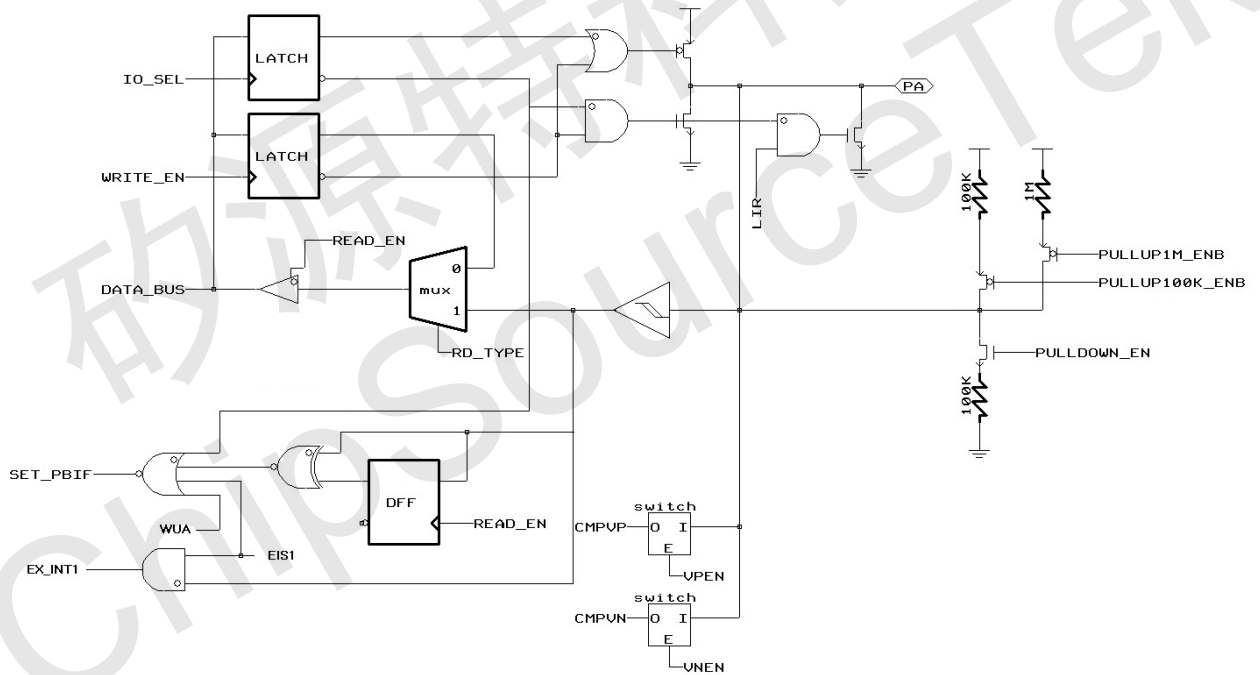 LATCH
IO_SEL
PA
LATCH
WRITE_EN
LIR
100K
1M
READ_EN
PULLUP1M_ENB
0
DATA_BUS
mux
PULLUP100K_ENB
1
RD_TYPE
PULLDOWN_EN
100K
SET_PBIF
DFF
READ_EN
switch
CMPVP
O I
E
WUA
EIS1
EX_INT1
VPEN
switch
CMPVN
O I
E
VNEN
矽源特科
ChipSourceTek